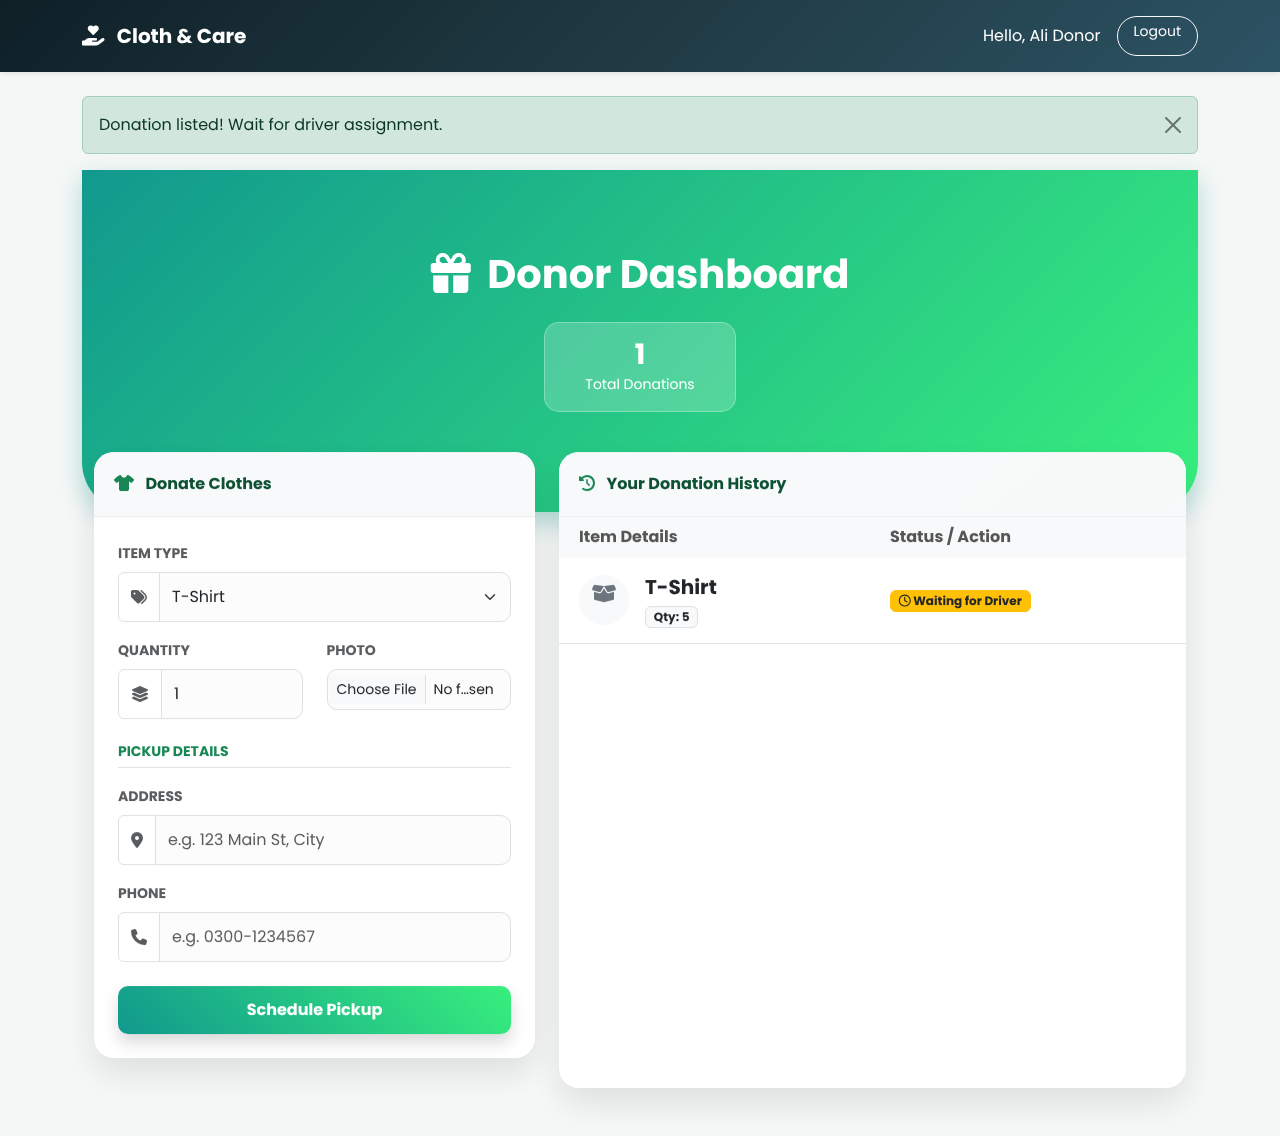 Cloth & Care
Hello, Ali Donor
Logout
Donation listed! Wait for driver assignment.
Donor Dashboard
1
Total Donations
Donate Clothes
ITEM TYPE
T-Shirt
QUANTITY
PHOTO
1
Choose File No f...sen
PICKUP DETAILS
ADDRESS
e.g. 123 Main St, City
PHONE
e.g. 0300-1234567
Schedule Pickup
Your Donation History
Item Details
Status / Action
T-Shirt
Qty: 5
Waiting for Driver